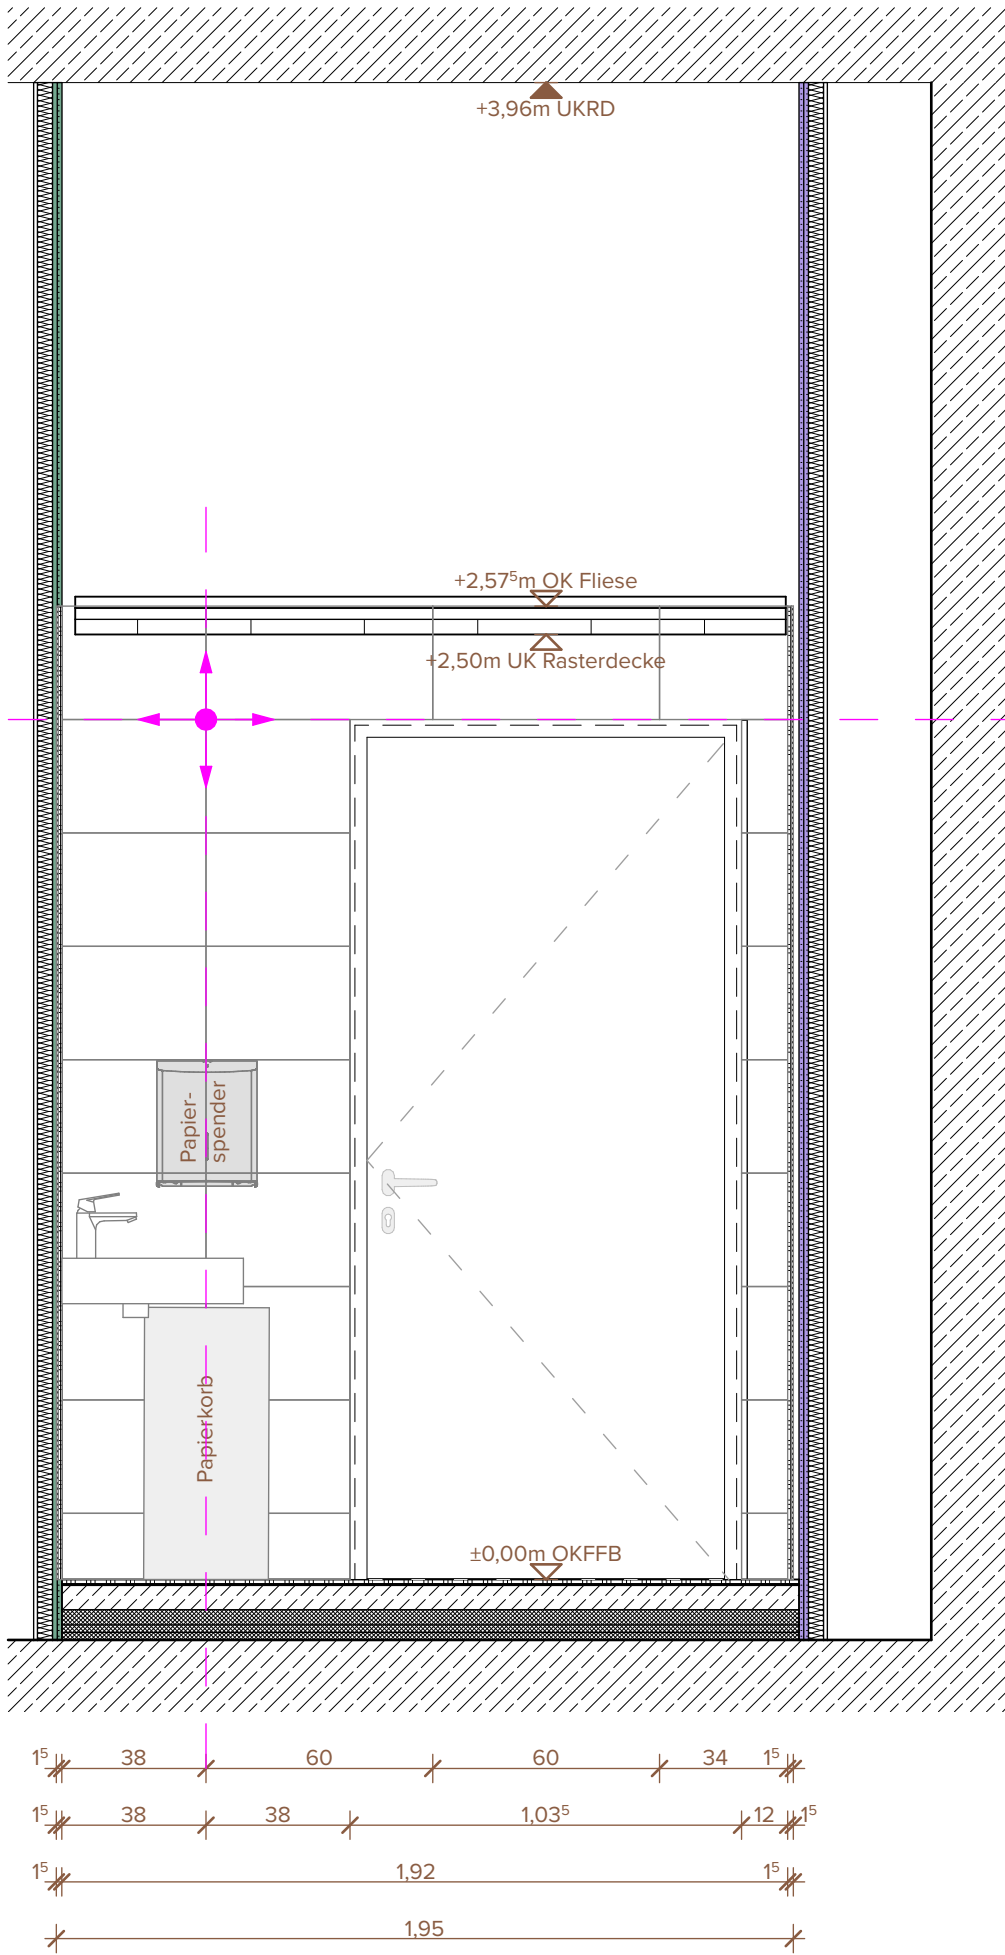 +3,96m UKRD
+2,57⁵m OK Fliese
+2,50m UK Rasterdecke
Papier-
spender
Papierkorb
±0,00m OKFFB
1⁵ 38 60 60 34 1⁵
1⁵ 38 38 1,03⁵ 12 1⁵
1⁵ 1,92 1⁵
1,95